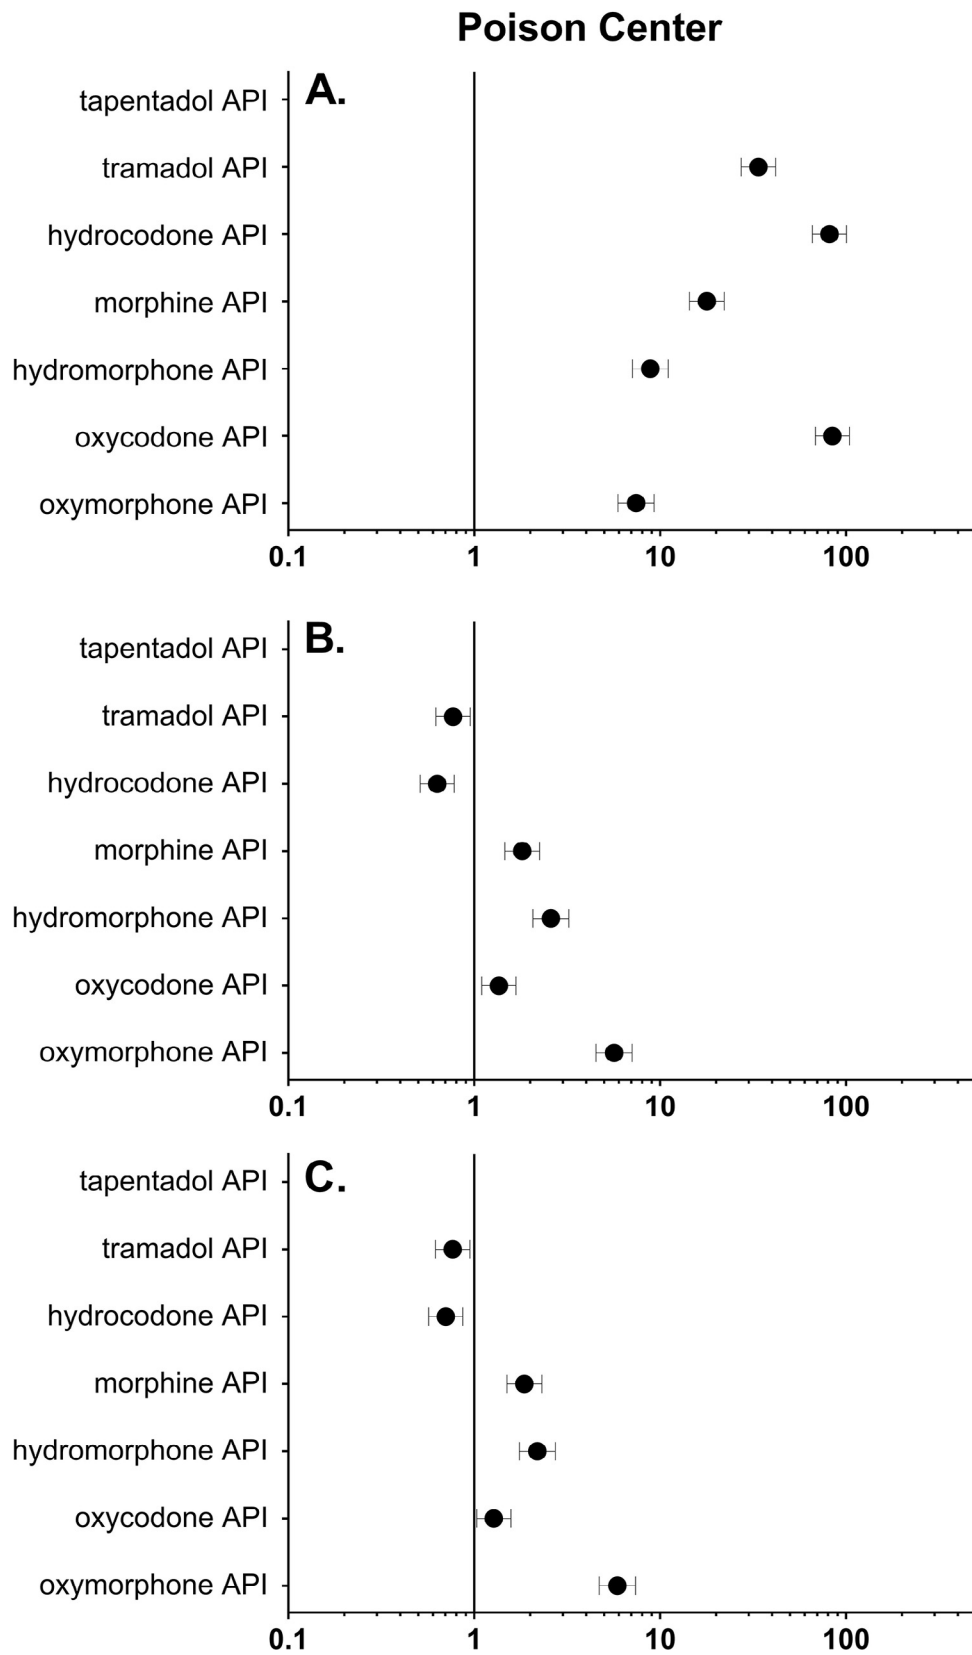 Poison Center
A.
tapentadol API
tramadol API
hydrocodone API
morphine API
hydromorphone API
oxycodone API
oxymorphone API
0.1 1 10 100
B.
tapentadol API
tramadol API
hydrocodone API
morphine API
hydromorphone API
oxycodone API
oxymorphone API
0.1 1 10 100
C.
tapentadol API
tramadol API
hydrocodone API
morphine API
hydromorphone API
oxycodone API
oxymorphone API
0.1 1 10 100